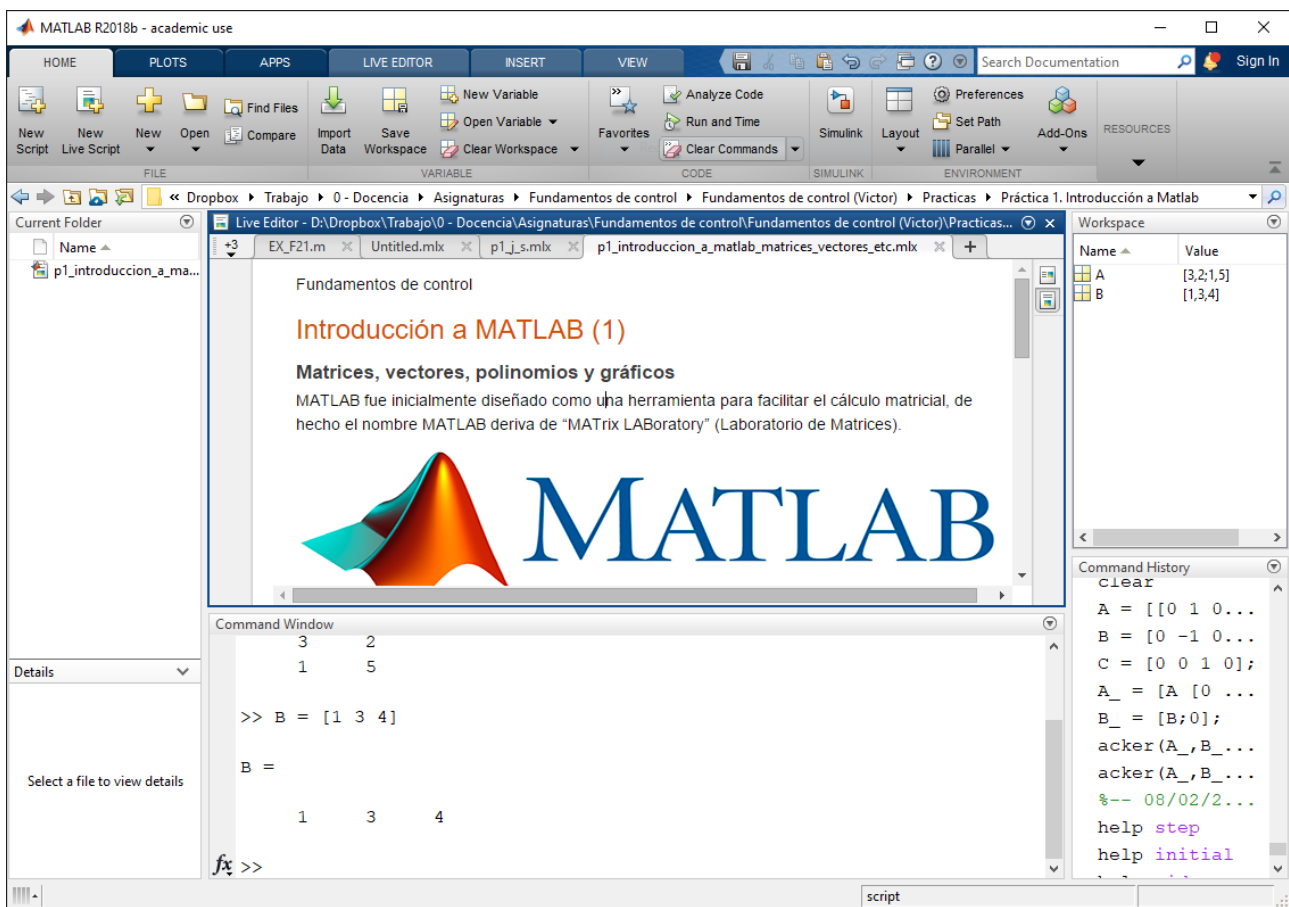 MATLAB R2018b - academic use
HOME PLOTS APPS LIVE EDITOR INSERT VIEW Search Documentation Sign In
New Script
New Live Script
New
Open
Find Files
Compare
FILE
Import Data
Save Workspace
New Variable
Open Variable
Clear Workspace
VARIABLE
Favorites
Analyze Code
Run and Time
Clear Commands
CODE
Simulink
SIMULINK
Layout
Preferences
Set Path
Parallel
Add-Ons
ENVIRONMENT
RESOURCES
« Dropbox Trabajo 0 - Docencia Asignaturas Fundamentos de control Fundamentos de control (Victor) Practicas Práctica 1. Introducción a Matlab
Current Folder
Name
p1_introduccion_a_ma...
Details
Select a file to view details
Live Editor - D:\Dropbox\Trabajo\0 - Docencia\Asignaturas\Fundamentos de control\Fundamentos de control (Victor)\Practicas...
+3 EX_F21.m Untitled.mlx p1_j_s.mlx p1_introduccion_a_matlab_matrices_vectores_etc.mlx +
Fundamentos de control
Introducción a MATLAB (1)
Matrices, vectores, polinomios y gráficos
MATLAB fue inicialmente diseñado como una herramienta para facilitar el cálculo matricial, de
hecho el nombre MATLAB deriva de “MATrix LABoratory” (Laboratorio de Matrices).
MATLAB
Command Window
3 2
1 5
>> B = [1 3 4]
B =
1 3 4
fx >>
Workspace
Name Value
A [3,2;1,5]
B [1,3,4]
Command History
clear
A = [[0 1 0...
B = [0 -1 0...
C = [0 0 1 0];
A_ = [A [0 ...
B_ = [B;0];
acker(A_,B_...
acker(A_,B_...
%-- 08/02/2...
help step
help initial
script